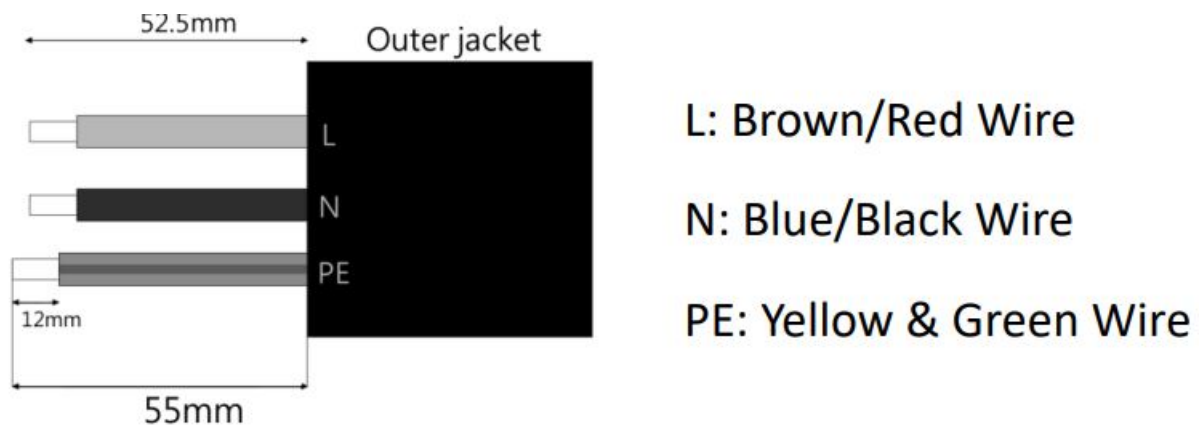 52.5mm
Outer jacket
L
N
PE
12mm
55mm
L: Brown/Red Wire
N: Blue/Black Wire
PE: Yellow & Green Wire